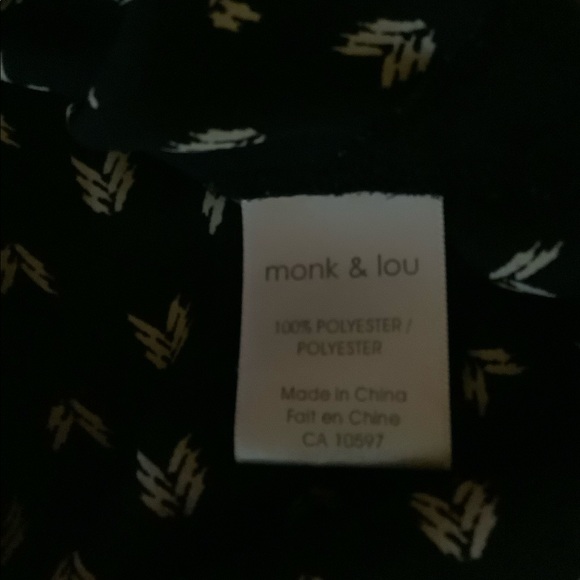 monk & lou
100% POLYESTER /
POLYESTER
Made in China
Fait en Chine
CA 10597